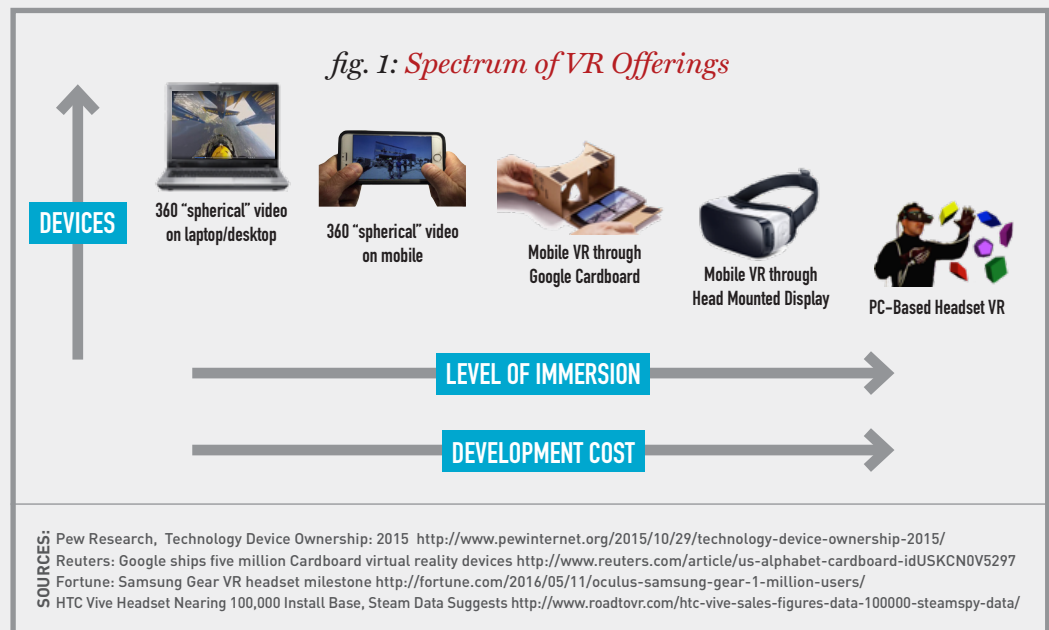 fig. 1: Spectrum of VR Offerings
DEVICES
360 “spherical” video
on laptop/desktop
360 “spherical” video
on mobile
Mobile VR through
Google Cardboard
Mobile VR through
Head Mounted Display
PC-Based Headset VR
LEVEL OF IMMERSION
DEVELOPMENT COST
SOURCES:
Pew Research, Technology Device Ownership: 2015 http://www.pewinternet.org/2015/10/29/technology-device-ownership-2015/
Reuters: Google ships five million Cardboard virtual reality devices http://www.reuters.com/article/us-alphabet-cardboard-idUSKCN0V5297
Fortune: Samsung Gear VR headset milestone http://fortune.com/2016/05/11/oculus-samsung-gear-1-million-users/
HTC Vive Headset Nearing 100,000 Install Base, Steam Data Suggests http://www.roadtovr.com/htc-vive-sales-figures-data-100000-steamspy-data/